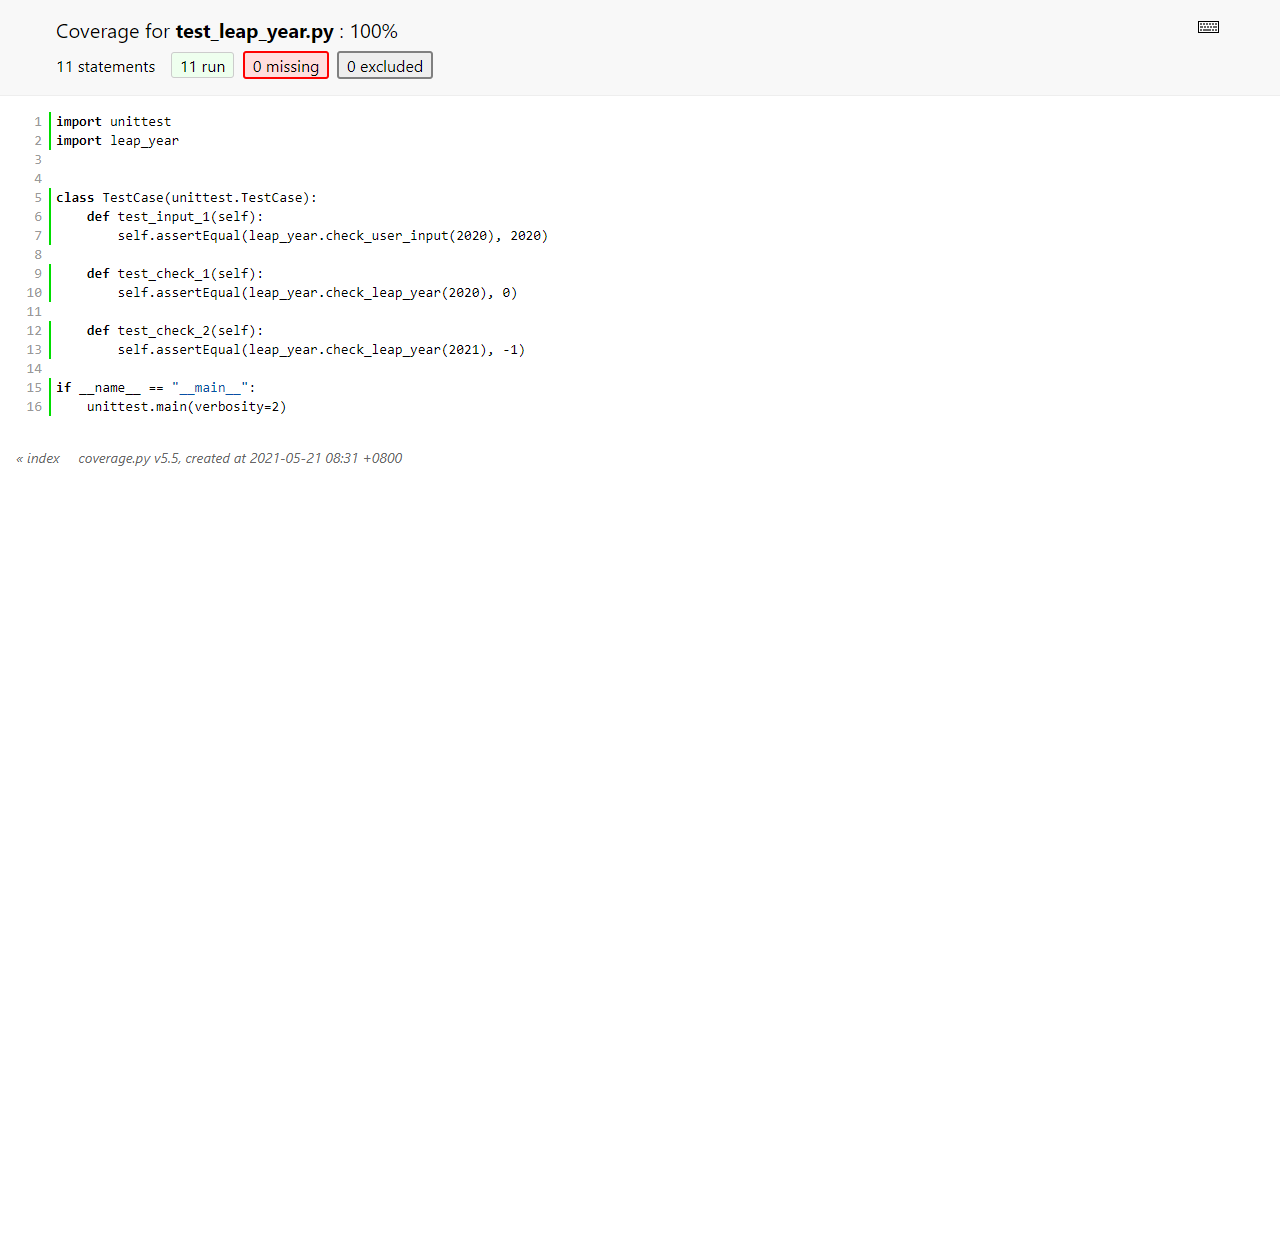 Coverage for test_leap_year.py : 100%
11 statements 11 run 0 missing 0 excluded
1 import unittest
2 import leap_year
3
4
5 class TestCase(unittest.TestCase):
6     def test_input_1(self):
7         self.assertEqual(leap_year.check_user_input(2020), 2020)
8
9     def test_check_1(self):
10         self.assertEqual(leap_year.check_leap_year(2020), 0)
11
12     def test_check_2(self):
13         self.assertEqual(leap_year.check_leap_year(2021), -1)
14
15 if __name__ == "__main__":
16     unittest.main(verbosity=2)
« index coverage.py v5.5, created at 2021-05-21 08:31 +0800